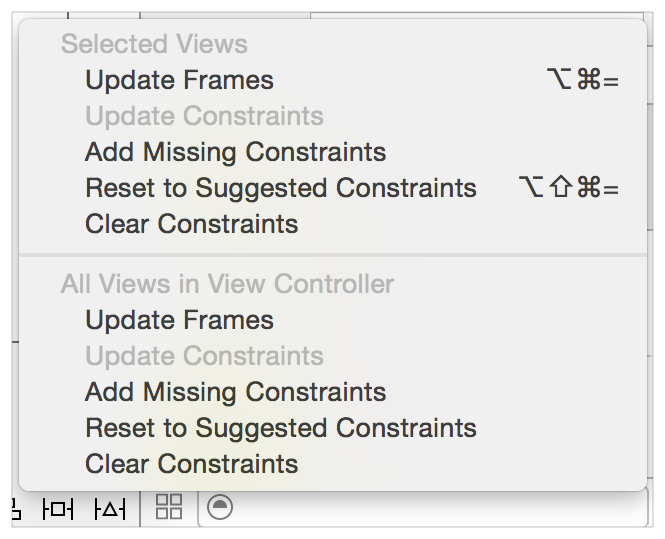 Selected Views
Update Frames ⌥⌘=
Update Constraints
Add Missing Constraints
Reset to Suggested Constraints ⌥⇧⌘=
Clear Constraints
All Views in View Controller
Update Frames
Update Constraints
Add Missing Constraints
Reset to Suggested Constraints
Clear Constraints